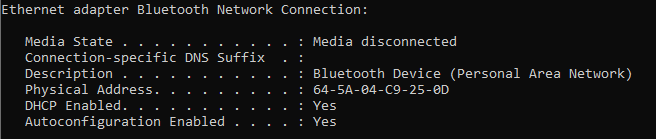 Ethernet adapter Bluetooth Network Connection:
Media State . . . . . . . . . . . : Media disconnected
Connection-specific DNS Suffix  . :
Description . . . . . . . . . . . : Bluetooth Device (Personal Area Network)
Physical Address. . . . . . . . . : 64-5A-04-C9-25-0D
DHCP Enabled. . . . . . . . . . . : Yes
Autoconfiguration Enabled . . . . : Yes